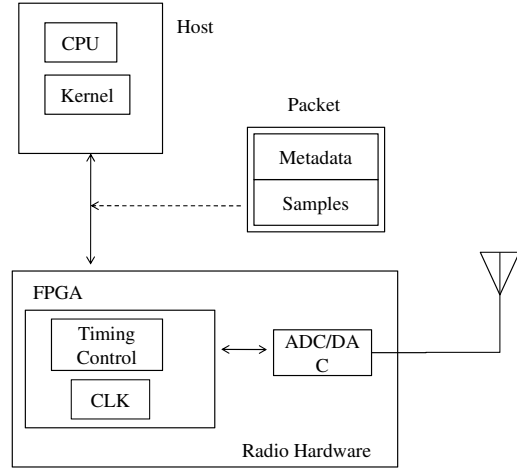 Host
CPU
Kernel
Packet
Metadata
Samples
FPGA
Timing
Control
CLK
ADC/DA
C
Radio Hardware